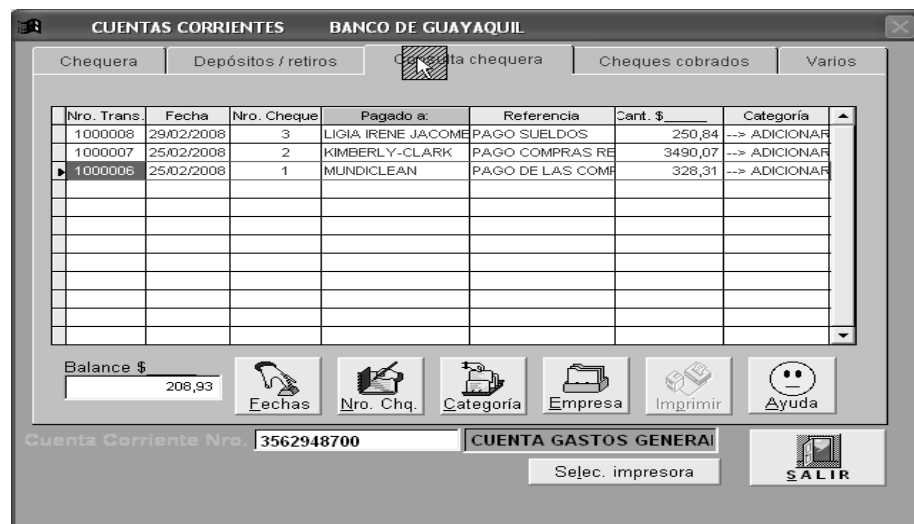 CUENTAS CORRIENTES BANCO DE GUAYAQUIL
Chequera Depósitos / retiros Consulta chequera Cheques cobrados Varios
Nro. Trans. Fecha Nro. Cheque Pagado a: Referencia Cant. $ Categoría
1000008 29/02/2008 3 LIGIA IRENE JACOME PAGO SUELDOS 250,84 --> ADICIONAR
1000007 25/02/2008 2 KIMBERLY-CLARK PAGO COMPRAS RE 3490,07 --> ADICIONAR
1000006 25/02/2008 1 MUNDICLEAN PAGO DE LAS COMP 328,31 --> ADICIONAR
Balance $
208,93
Fechas Nro. Chq. Categoría Empresa Imprimir Ayuda
Cuenta Corriente Nro. 3562948700 CUENTA GASTOS GENERAL
Selec. impresora
SALIR